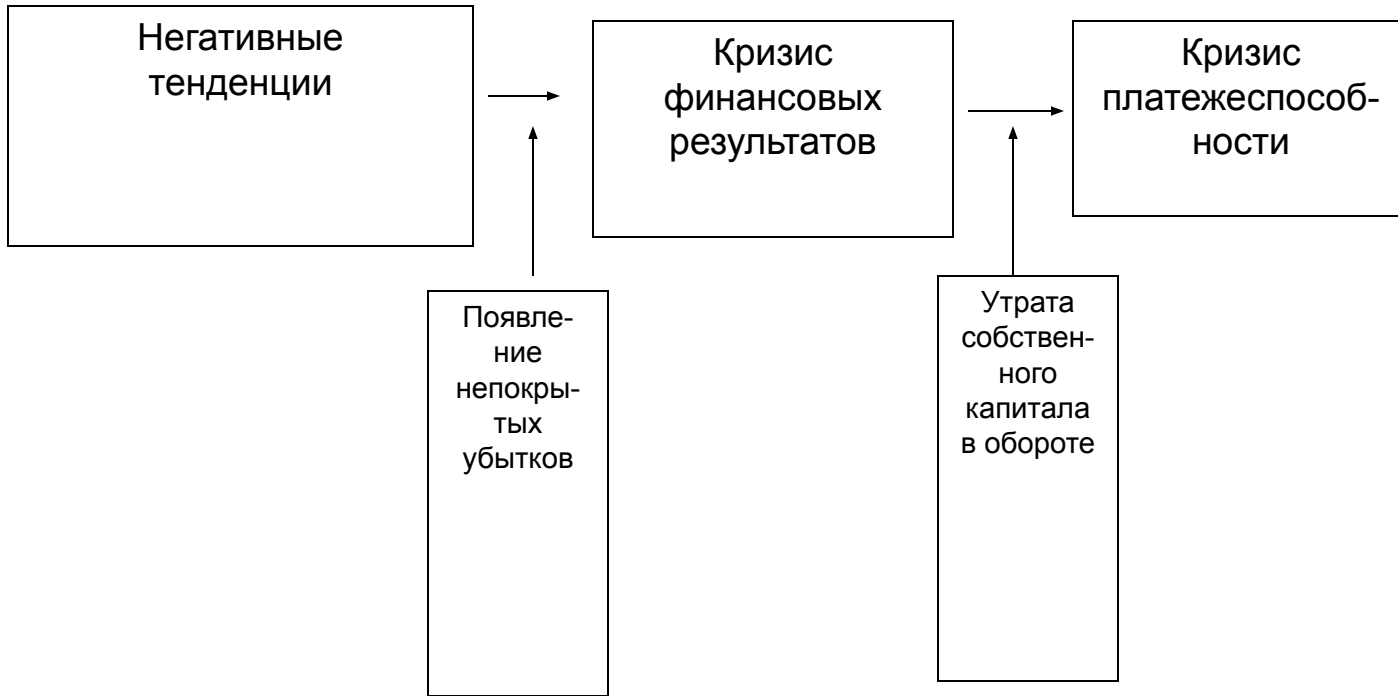 Негативные
тенденции
Кризис
финансовых
результатов
Кризис
платежеспособ-
ности
Появле-
ние
непокры-
тых
убытков
Утрата
собствен-
ного
капитала
в обороте